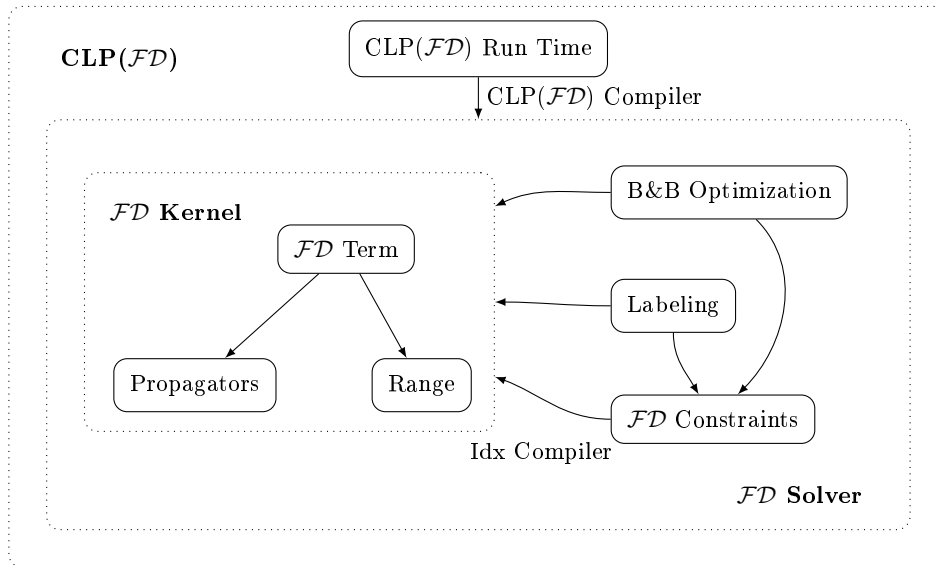 CLP(FD) Run Time
CLP(FD)
CLP(FD) Compiler
B&B Optimization
FD Kernel
FD Term
Labeling
Propagators
Range
FD Constraints
Idx Compiler
FD Solver